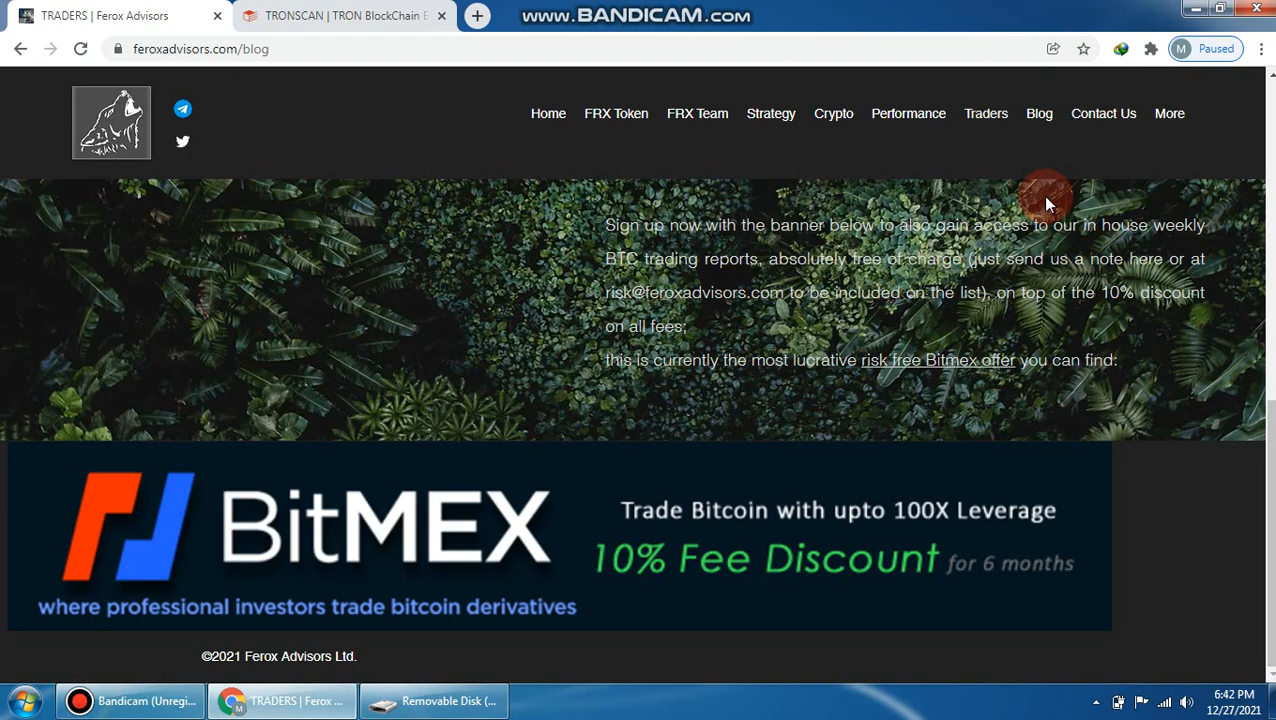 TRADERS | Ferox Advisors
TRONSCAN | TRON BlockChain E
www.BANDICAM.com
feroxadvisors.com/blog
M Paused
Home FRX Token FRX Team Strategy Crypto Performance Traders Blog Contact Us More
Sign up now with the banner below to also gain access to our in house weekly
BTC trading reports, absolutely free of charge (just send us a note here or at
risk@feroxadvisors.com to be included on the list), on top of the 10% discount
on all fees;
this is currently the most lucrative risk free Bitmex offer you can find:
BitMEX
where professional investors trade bitcoin derivatives
Trade Bitcoin with upto 100X Leverage
10% Fee Discount for 6 months
©2021 Ferox Advisors Ltd.
Bandicam (Unregi...
M TRADERS | Ferox ...
Removable Disk (...
6:42 PM
12/27/2021